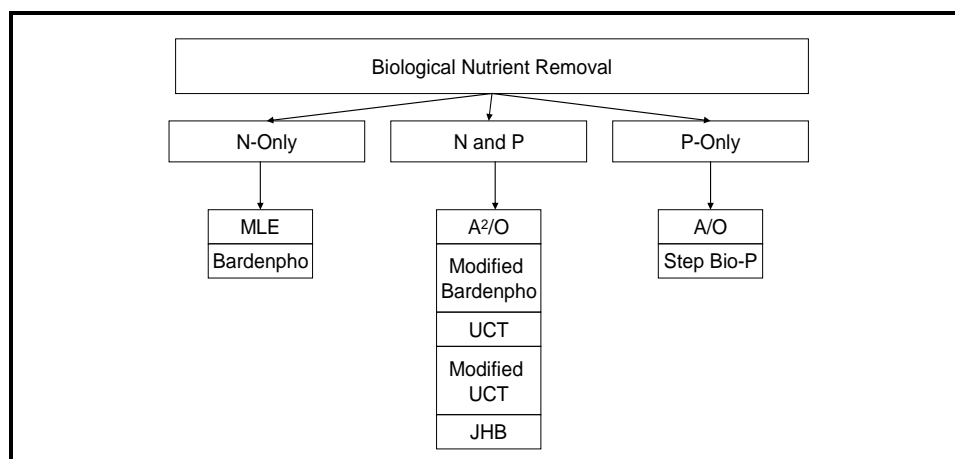 Biological Nutrient Removal
N-Only
N and P
P-Only
MLE
Bardenpho
A²/O
Modified
Bardenpho
UCT
Modified
UCT
JHB
A/O
Step Bio-P